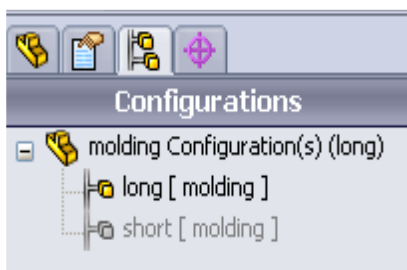 Configurations
molding Configuration(s) (long)
long [ molding ]
short [ molding ]